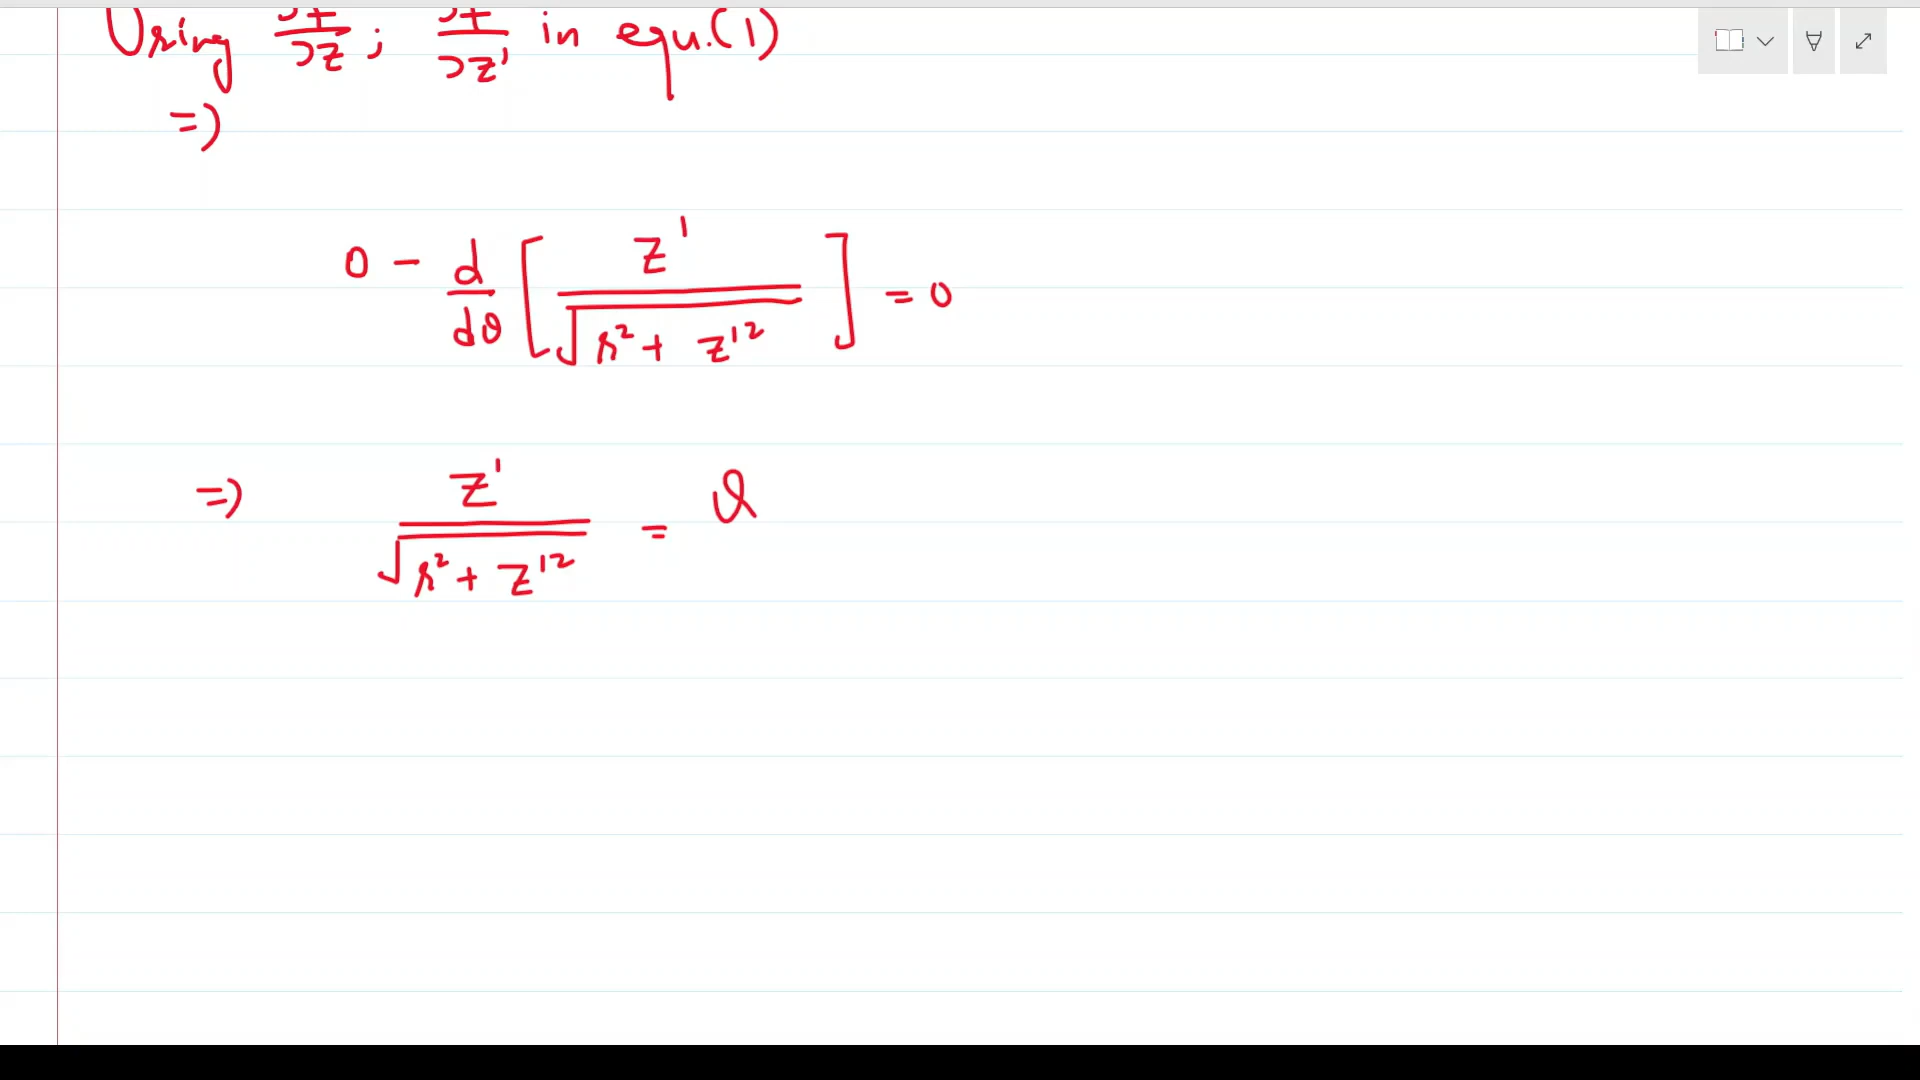 Using ∂f/∂z ; ∂f/∂z' in equ.(1)
=)
0 - d/dθ [ z' / √(r² + z'²) ] = 0
=) z' / √(r² + z'²) =